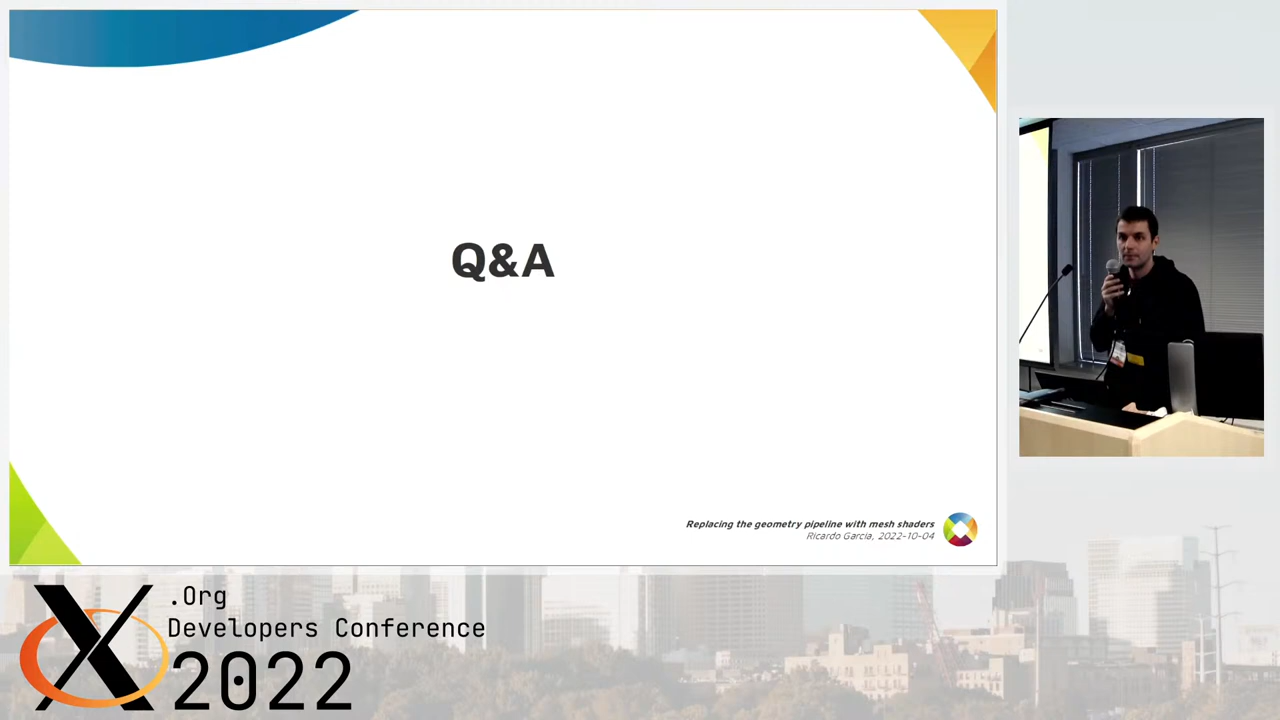 Q&A
Replacing the geometry pipeline with mesh shaders
Ricardo Garcia, 2022-10-04
X.Org
Developers Conference
2022